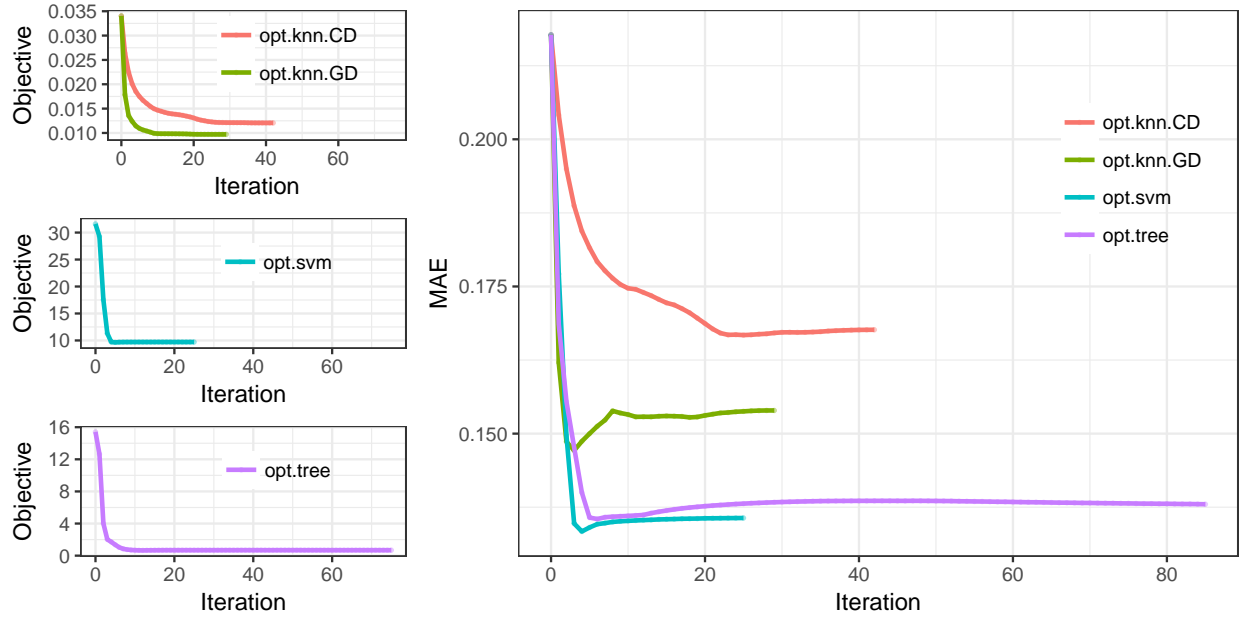 Objective
0.035
0.030
0.025
0.020
0.015
0.010
opt.knn.CD
opt.knn.GD
0 20 40 60
Iteration
Objective
30
25
20
15
10
opt.svm
0 20 40 60
Iteration
Objective
16
12
8
4
0
opt.tree
0 20 40 60
Iteration
MAE
0.200
0.175
0.150
opt.knn.CD
opt.knn.GD
opt.svm
opt.tree
0 20 40 60 80
Iteration